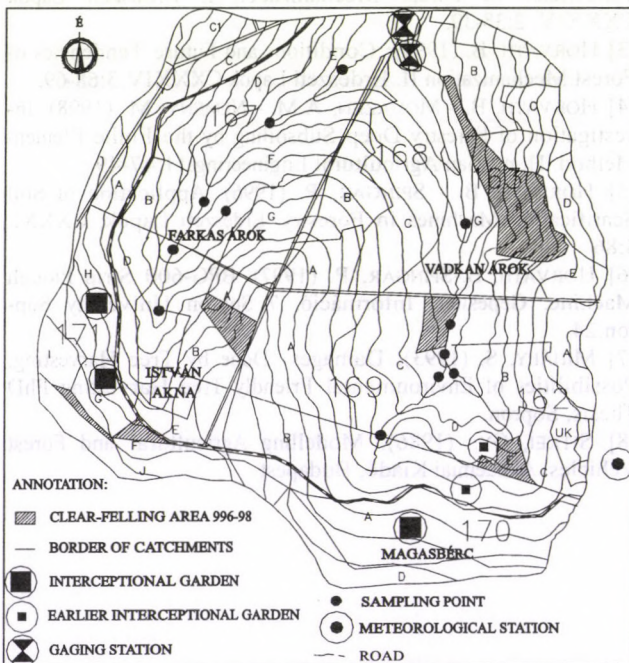 É
C1
C
D
E
B
167
A
F
B
168
163
C
D
B
G
G
FARKAS ÁROK
VADKAN ÁROK
H
D
A
E
171
A
B
A
A
ISTVÁN
AKNA
169
C
B
162
G
E
D
UK
E
ANNOTATION:
CLEAR-FELLING AREA 996-98
A
170
BORDER OF CATCHMENTS
MAGASBÉRC
D
INTERCEPTIONAL GARDEN
SAMPLING POINT
EARLIER INTERCEPTIONAL GARDEN
METEOROLOGICAL STATION
GAGING STATION
ROAD